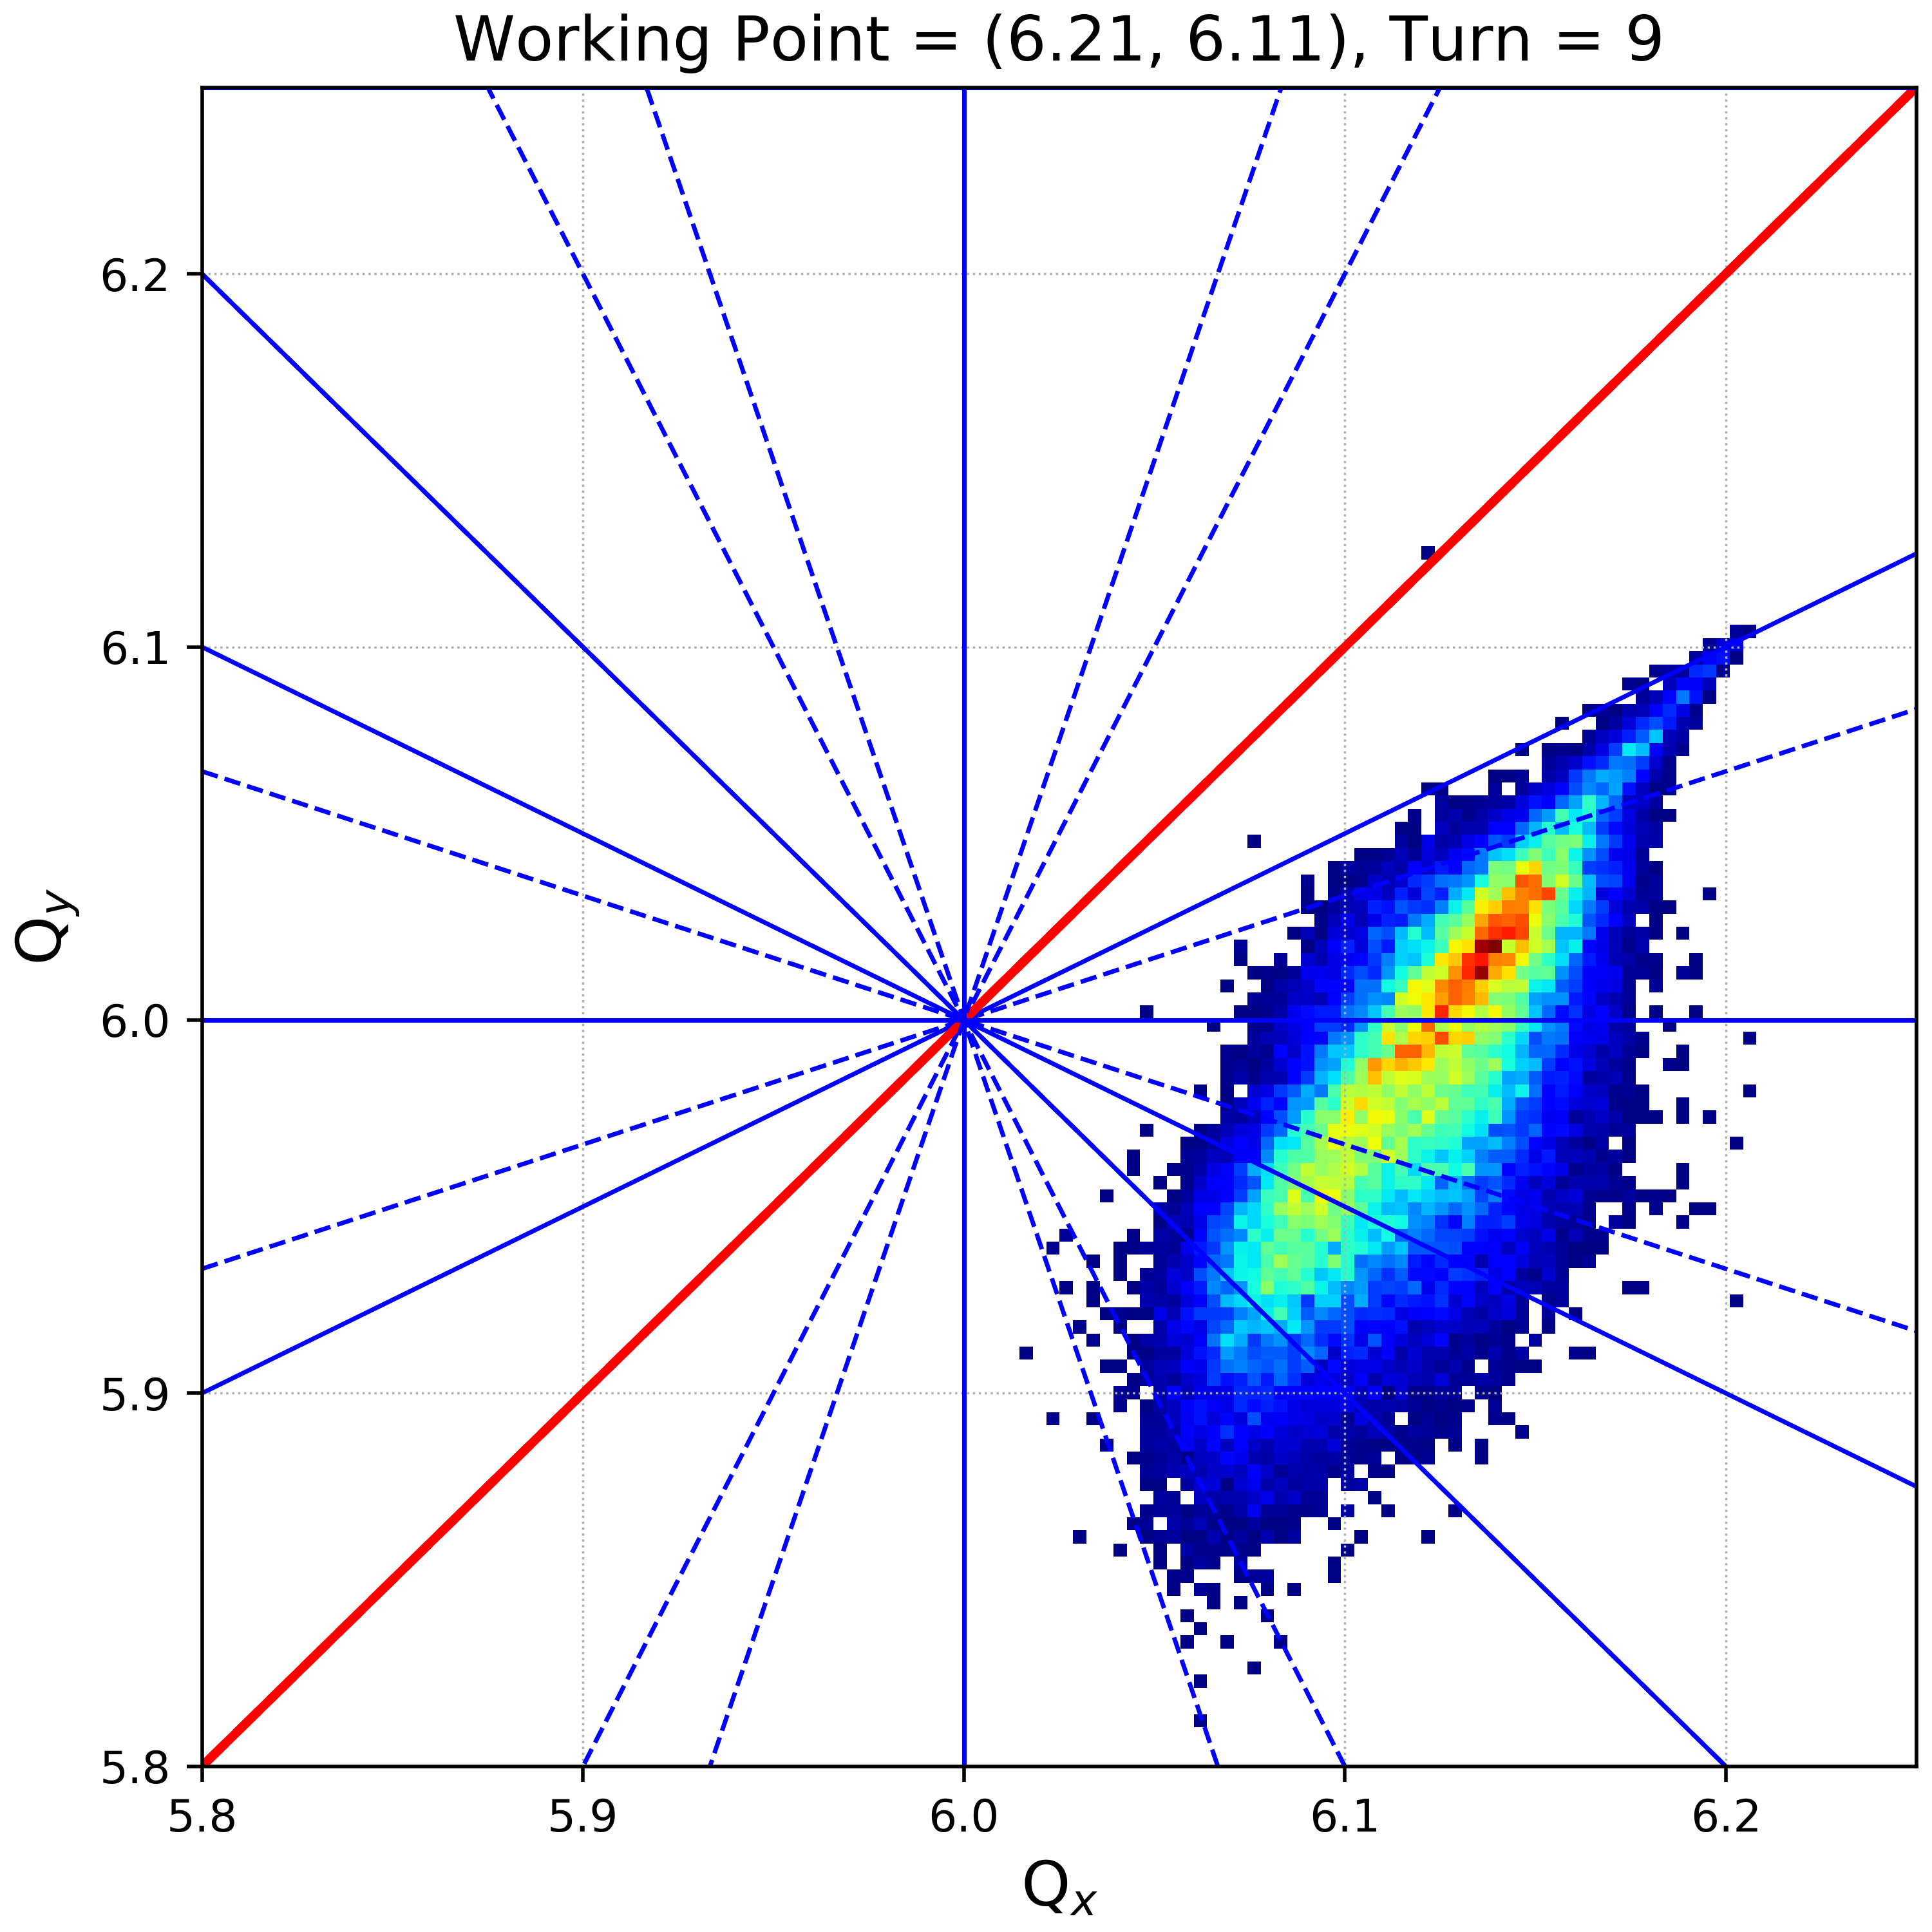 Working Point = (6.21, 6.11), Turn = 9
6.2
6.1
6.0
5.9
5.8
Qy
5.8 5.9 6.0 6.1 6.2
Qx